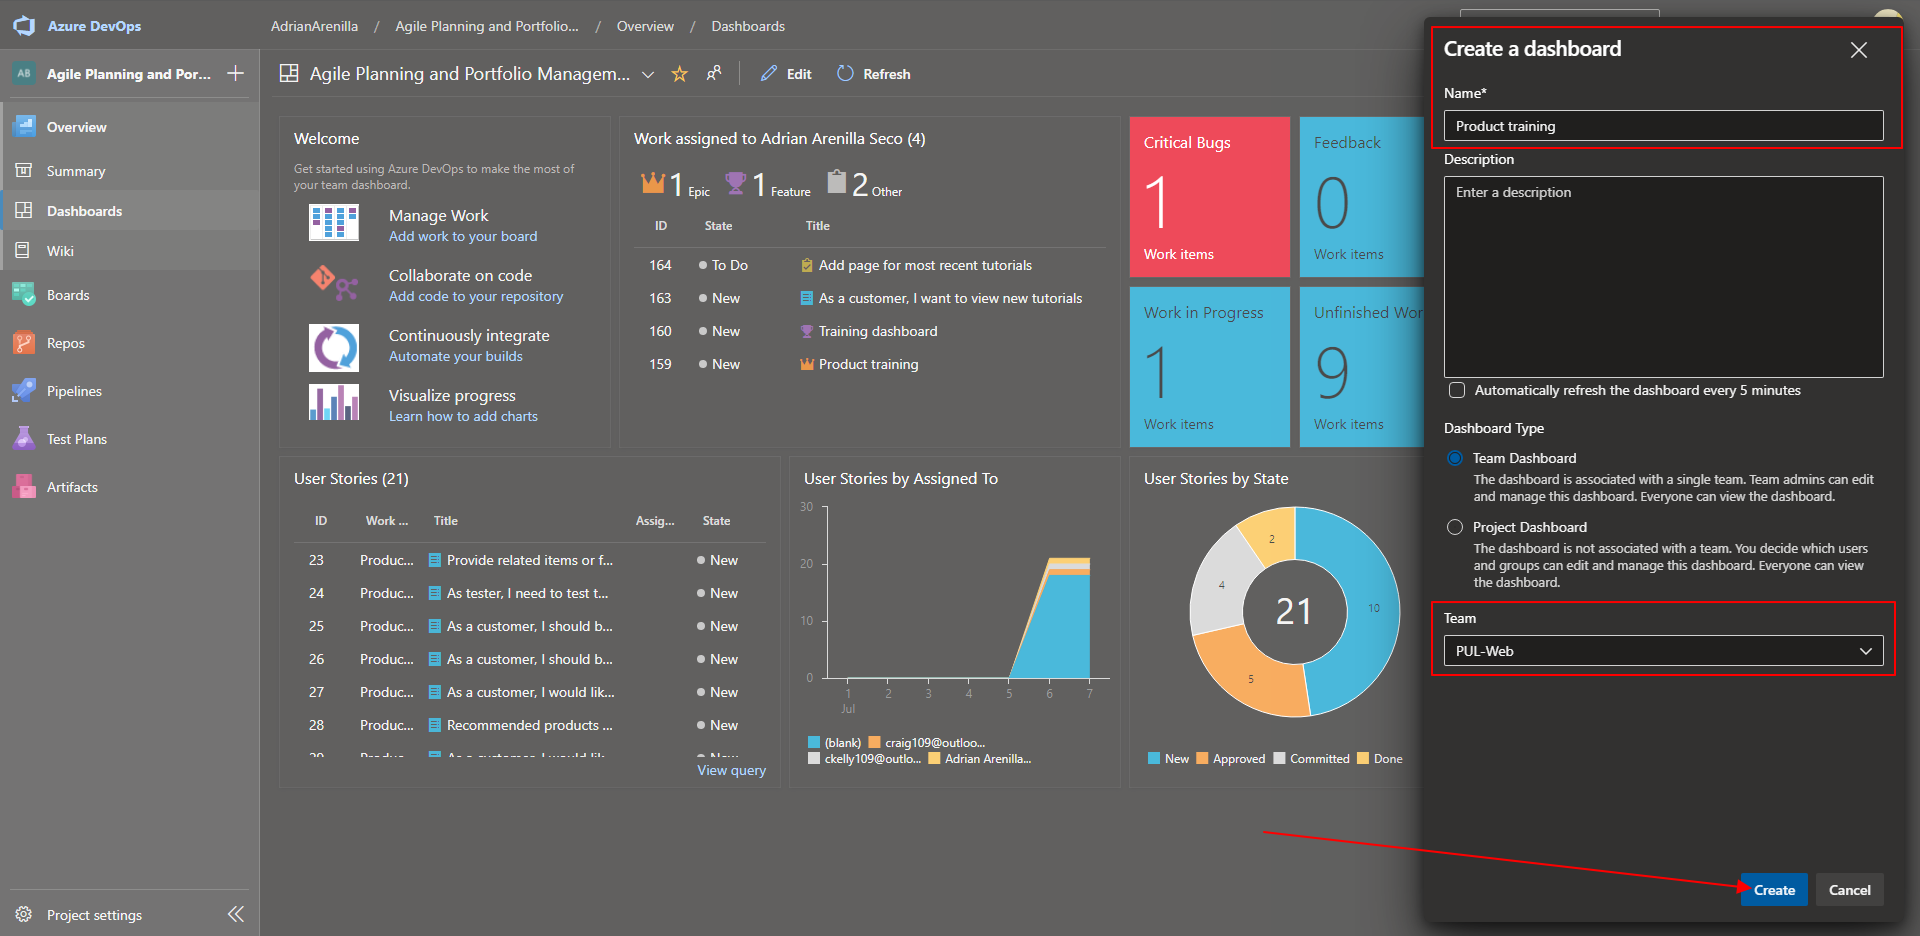 Azure DevOps
AdrianArenilla / Agile Planning and Portfolio... / Overview / Dashboards
AB Agile Planning and Por...
Overview
Summary
Dashboards
Wiki
Boards
Repos
Pipelines
Test Plans
Artifacts
Project settings
Agile Planning and Portfolio Managem... Edit Refresh
Welcome
Get started using Azure DevOps to make the most of
your team dashboard.
Manage Work
Add work to your board
Collaborate on code
Add code to your repository
Continuously integrate
Automate your builds
Visualize progress
Learn how to add charts
Work assigned to Adrian Arenilla Seco (4)
1 Epic 1 Feature 2 Other
ID State Title
164 To Do Add page for most recent tutorials
163 New As a customer, I want to view new tutorials
160 New Training dashboard
159 New Product training
Critical Bugs
1
Work items
Feedback
0
Work items
Work in Progress
1
Work items
Unfinished Wor
9
Work items
User Stories (21)
ID Work ... Title Assig... State
23 Produc... Provide related items or f... New
24 Produc... As tester, I need to test t... New
25 Produc... As a customer, I should b... New
26 Produc... As a customer, I should b... New
27 Produc... As a customer, I would lik... New
28 Produc... Recommended products ... New
29 Produc... As a customer, I would lik... New
View query
User Stories by Assigned To
30
20
10
0
1 2 3 4 5 6 7
Jul
(blank) craig109@outloo...
ckelly109@outlo... Adrian Arenilla...
User Stories by State
2
4
10
21
5
New Approved Committed Done
Create a dashboard
Name*
Product training
Description
Enter a description
Automatically refresh the dashboard every 5 minutes
Dashboard Type
Team Dashboard
The dashboard is associated with a single team. Team admins can edit
and manage this dashboard. Everyone can view the dashboard.
Project Dashboard
The dashboard is not associated with a team. You decide which users
and groups can edit and manage this dashboard. Everyone can view
the dashboard.
Team
PUL-Web
Create Cancel